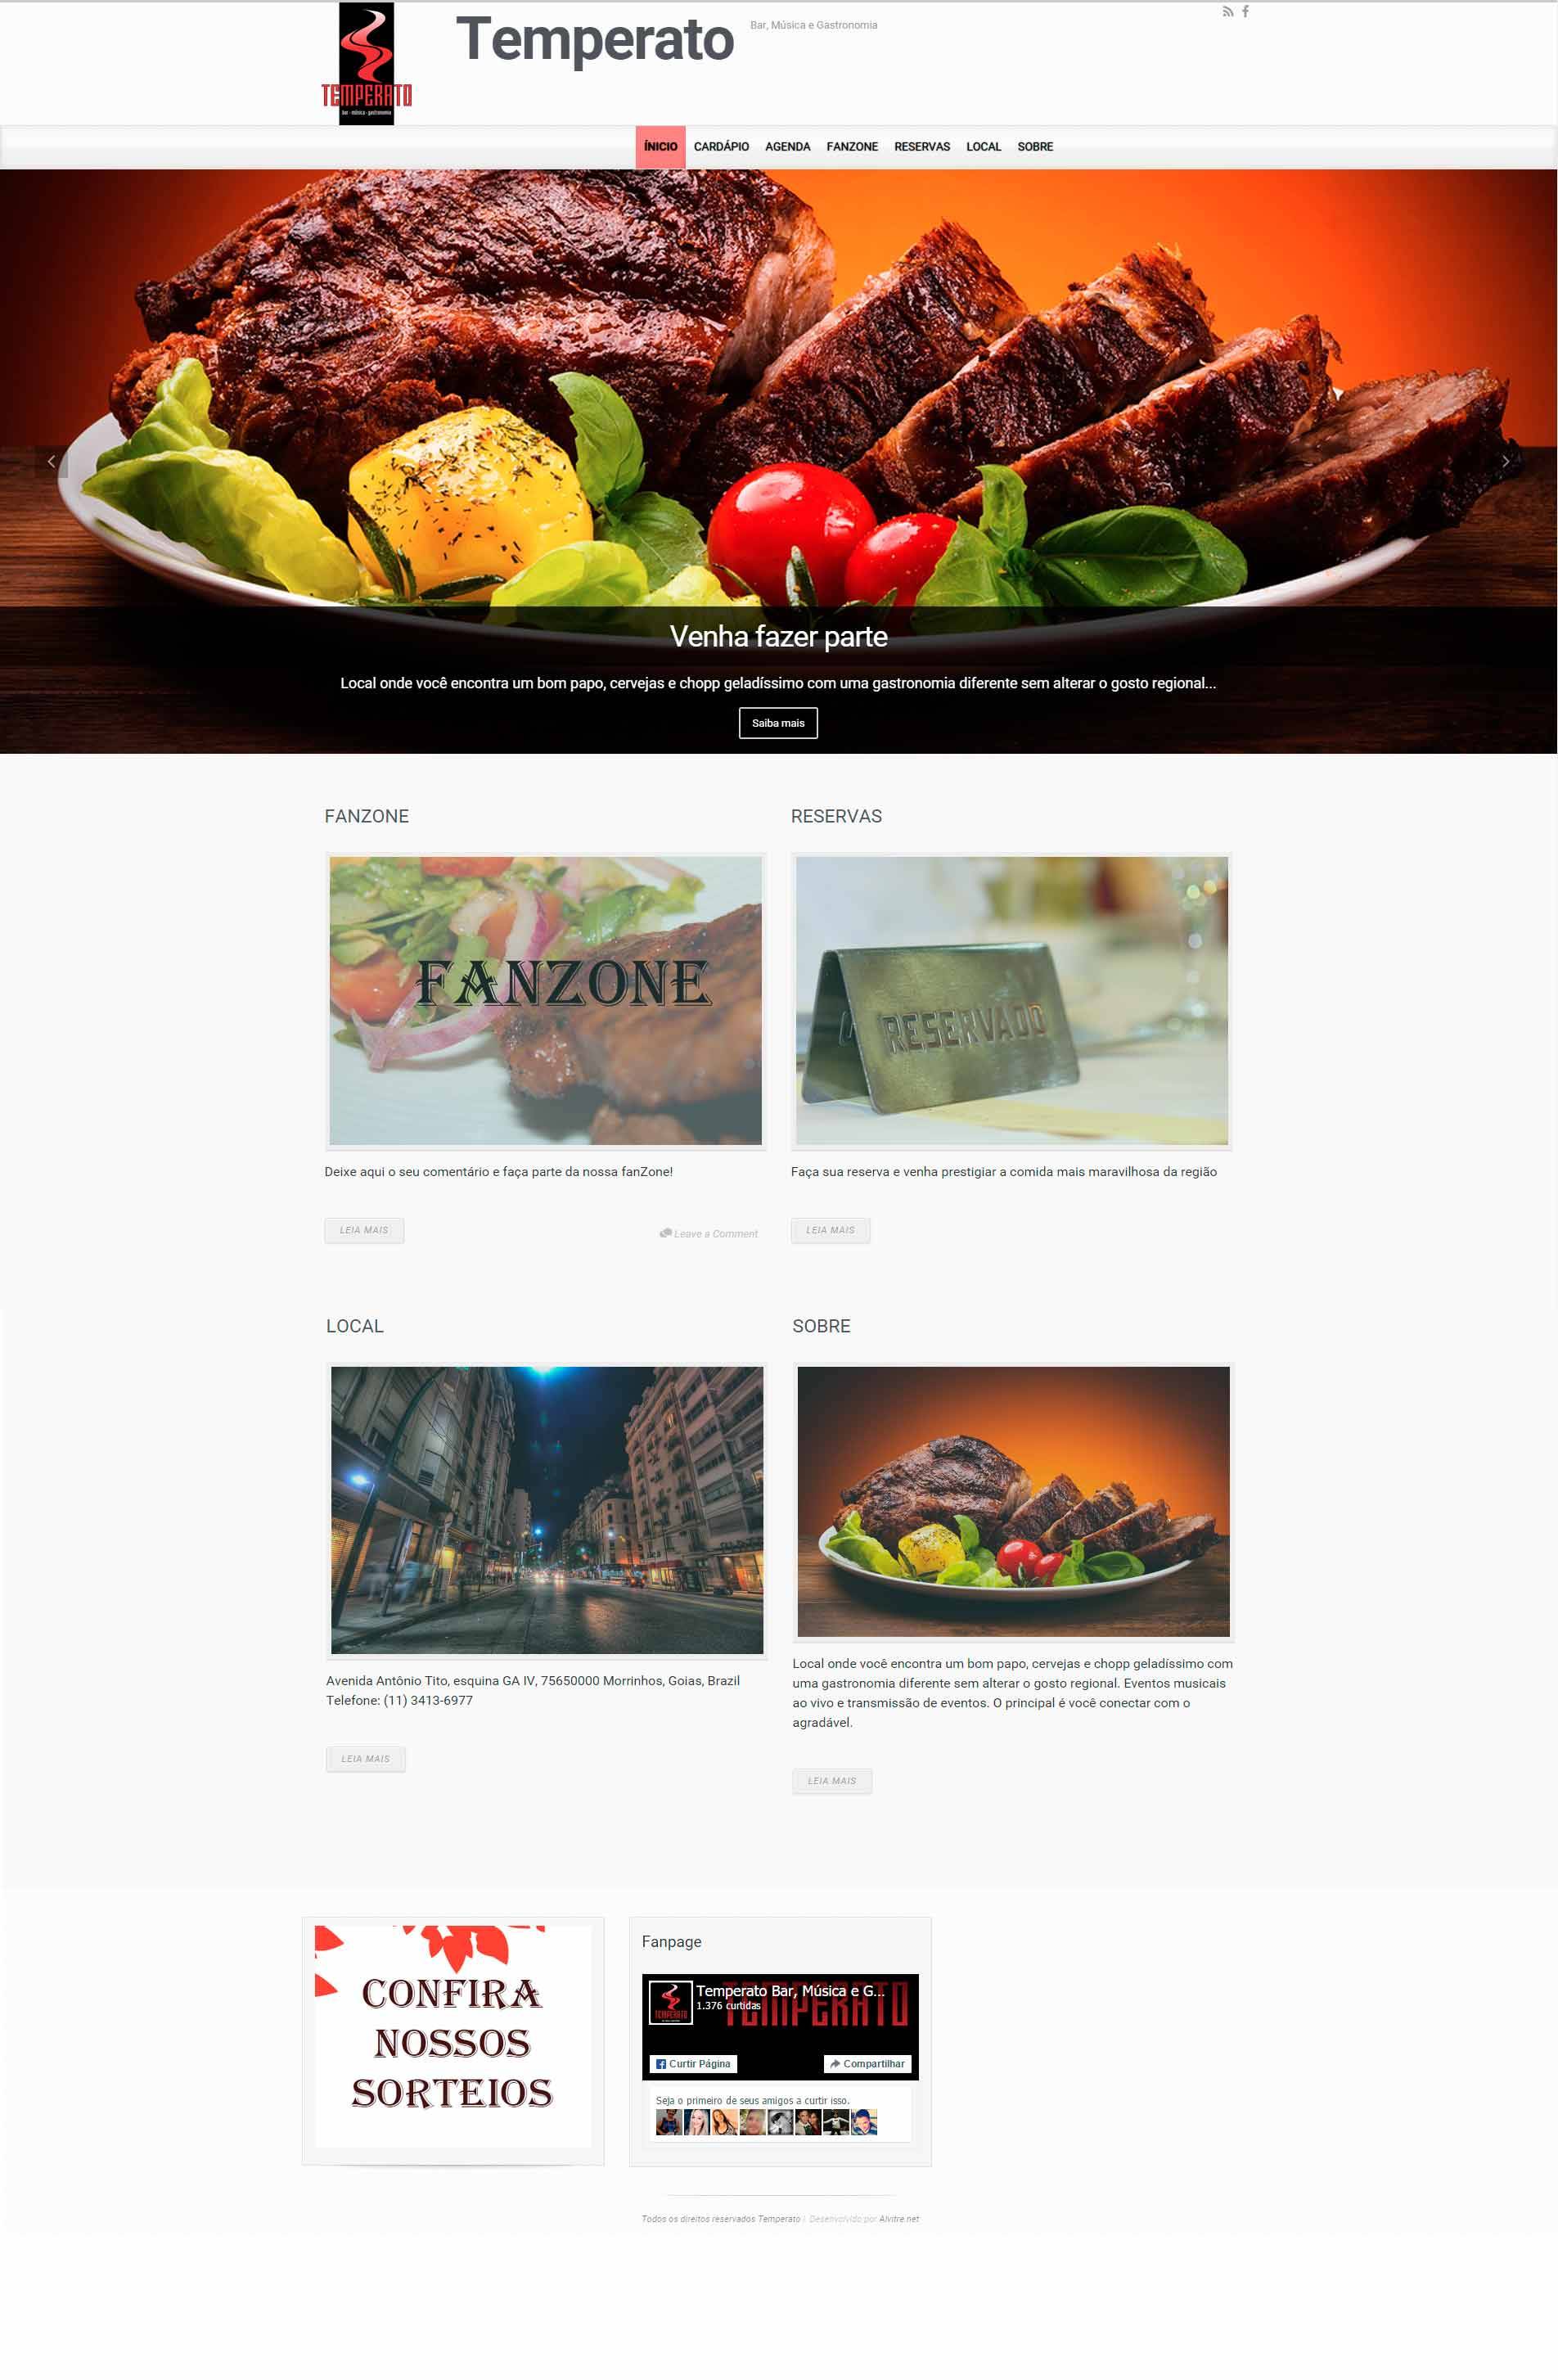 TEMPERATO
bar - música - gastronomia
Temperato
Bar, Música e Gastronomia
ÍNICIO CARDÁPIO AGENDA FANZONE RESERVAS LOCAL SOBRE
Venha fazer parte
Local onde você encontra um bom papo, cervejas e chopp geladíssimo com uma gastronomia diferente sem alterar o gosto regional...
Saiba mais
FANZONE
FANZONE
Deixe aqui o seu comentário e faça parte da nossa fanZone!
LEIA MAIS
Leave a Comment
RESERVAS
RESERVADO
Faça sua reserva e venha prestigiar a comida mais maravilhosa da região
LEIA MAIS
LOCAL
Avenida Antônio Tito, esquina GA IV, 75650000 Morrinhos, Goias, Brazil
Telefone: (11) 3413-6977
LEIA MAIS
SOBRE
Local onde você encontra um bom papo, cervejas e chopp geladíssimo com
uma gastronomia diferente sem alterar o gosto regional. Eventos musicais
ao vivo e transmissão de eventos. O principal é você conectar com o
agradável.
LEIA MAIS
CONFIRA
NOSSOS
SORTEIOS
Fanpage
TEMPERATO
TEMPERATO
Temperato Bar, Música e G...
1.376 curtidas
Curtir Página
Compartilhar
Seja o primeiro de seus amigos a curtir isso.
Todos os direitos reservados Temperato | Desenvolvido por Alvitre.net